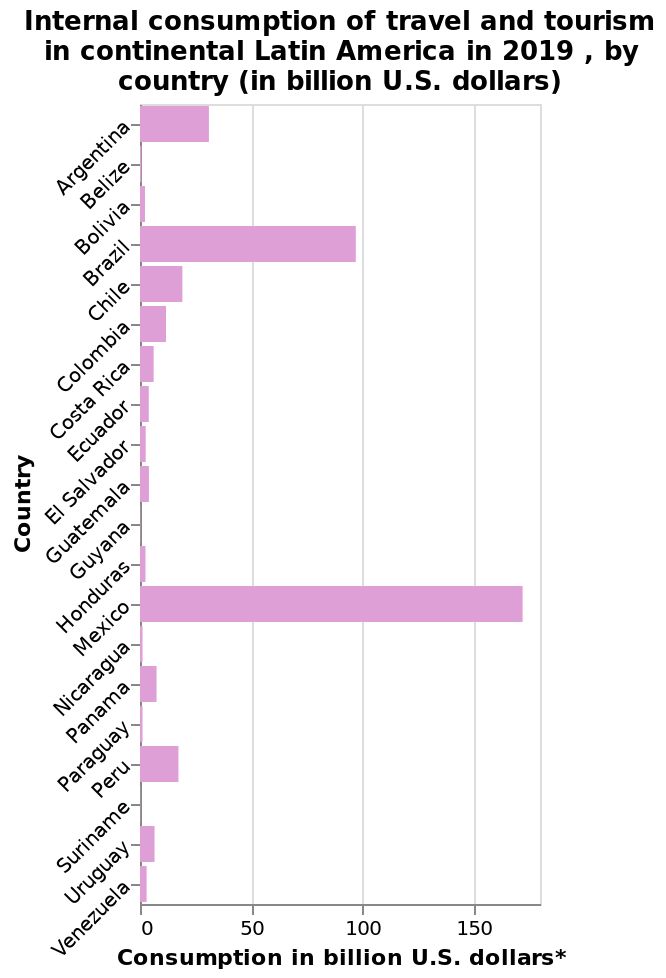 Internal consumption of travel and tourism
in continental Latin America in 2019 , by
country (in billion U.S. dollars)
Argentina
Belize
Bolivia
Brazil
Chile
Colombia
Costa Rica
Ecuador
El Salvador
Guatemala
Guyana
Honduras
Mexico
Nicaragua
Panama
Paraguay
Peru
Suriname
Uruguay
Venezuela
Country
0 50 100 150
Consumption in billion U.S. dollars*